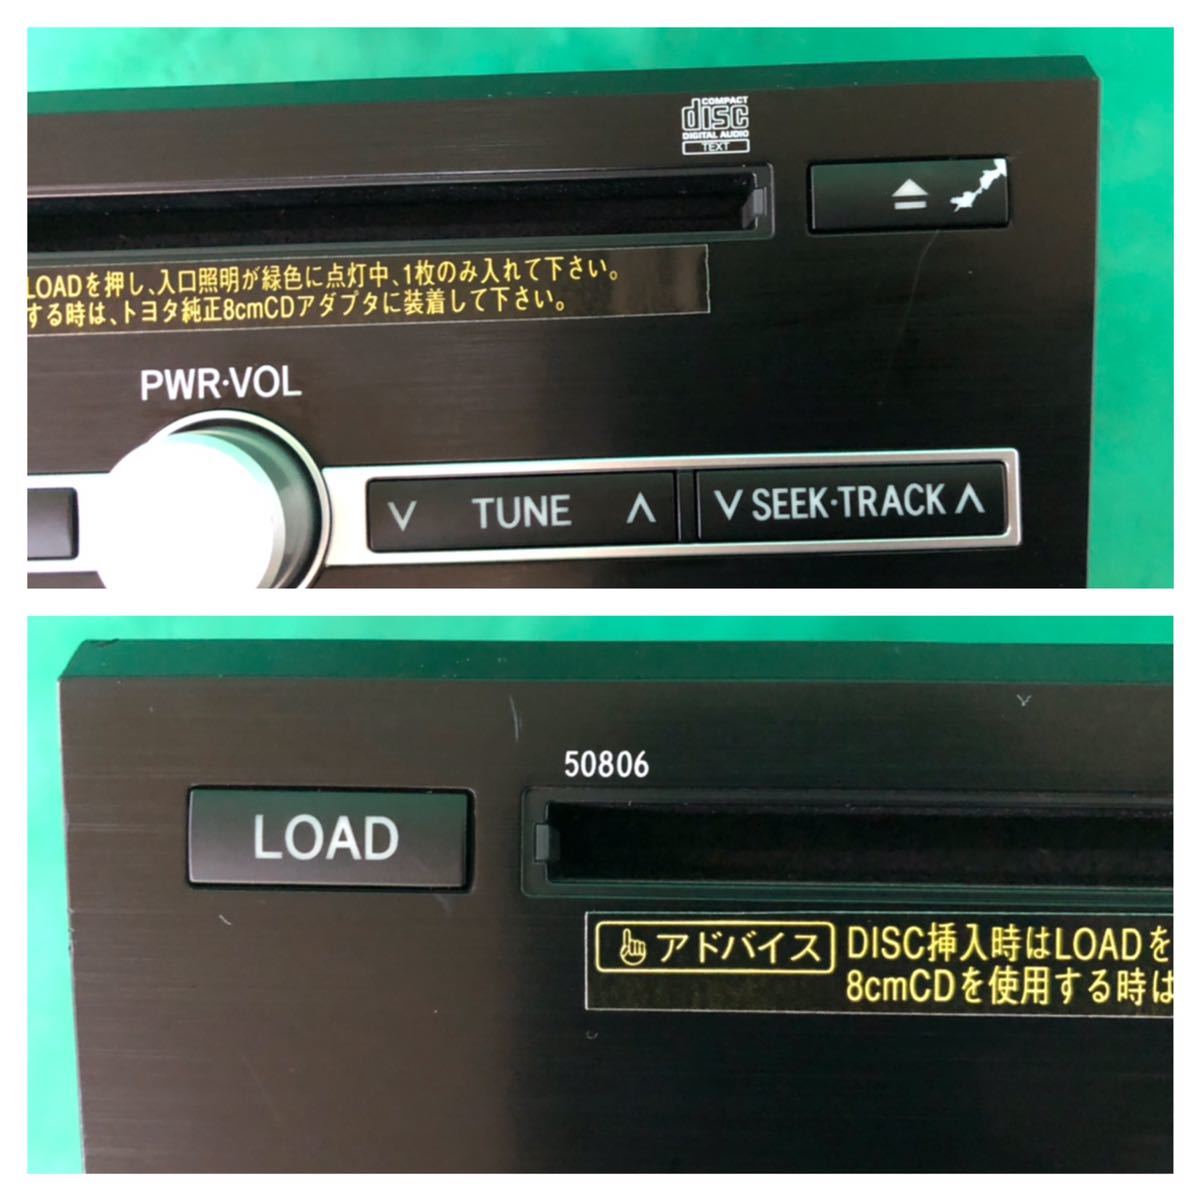 COMPACT
disc
DIGITAL AUDIO
TEXT
LOADを押し、入口照明が緑色に点灯中、1枚のみ入れて下さい。
する時は、トヨタ純正8cmCDアダプタに装着して下さい。
PWR·VOL
∨ TUNE ∧ ∨ SEEK·TRACK ∧
50806
LOAD
アドバイス DISC挿入時はLOADを
8cmCDを使用する時は